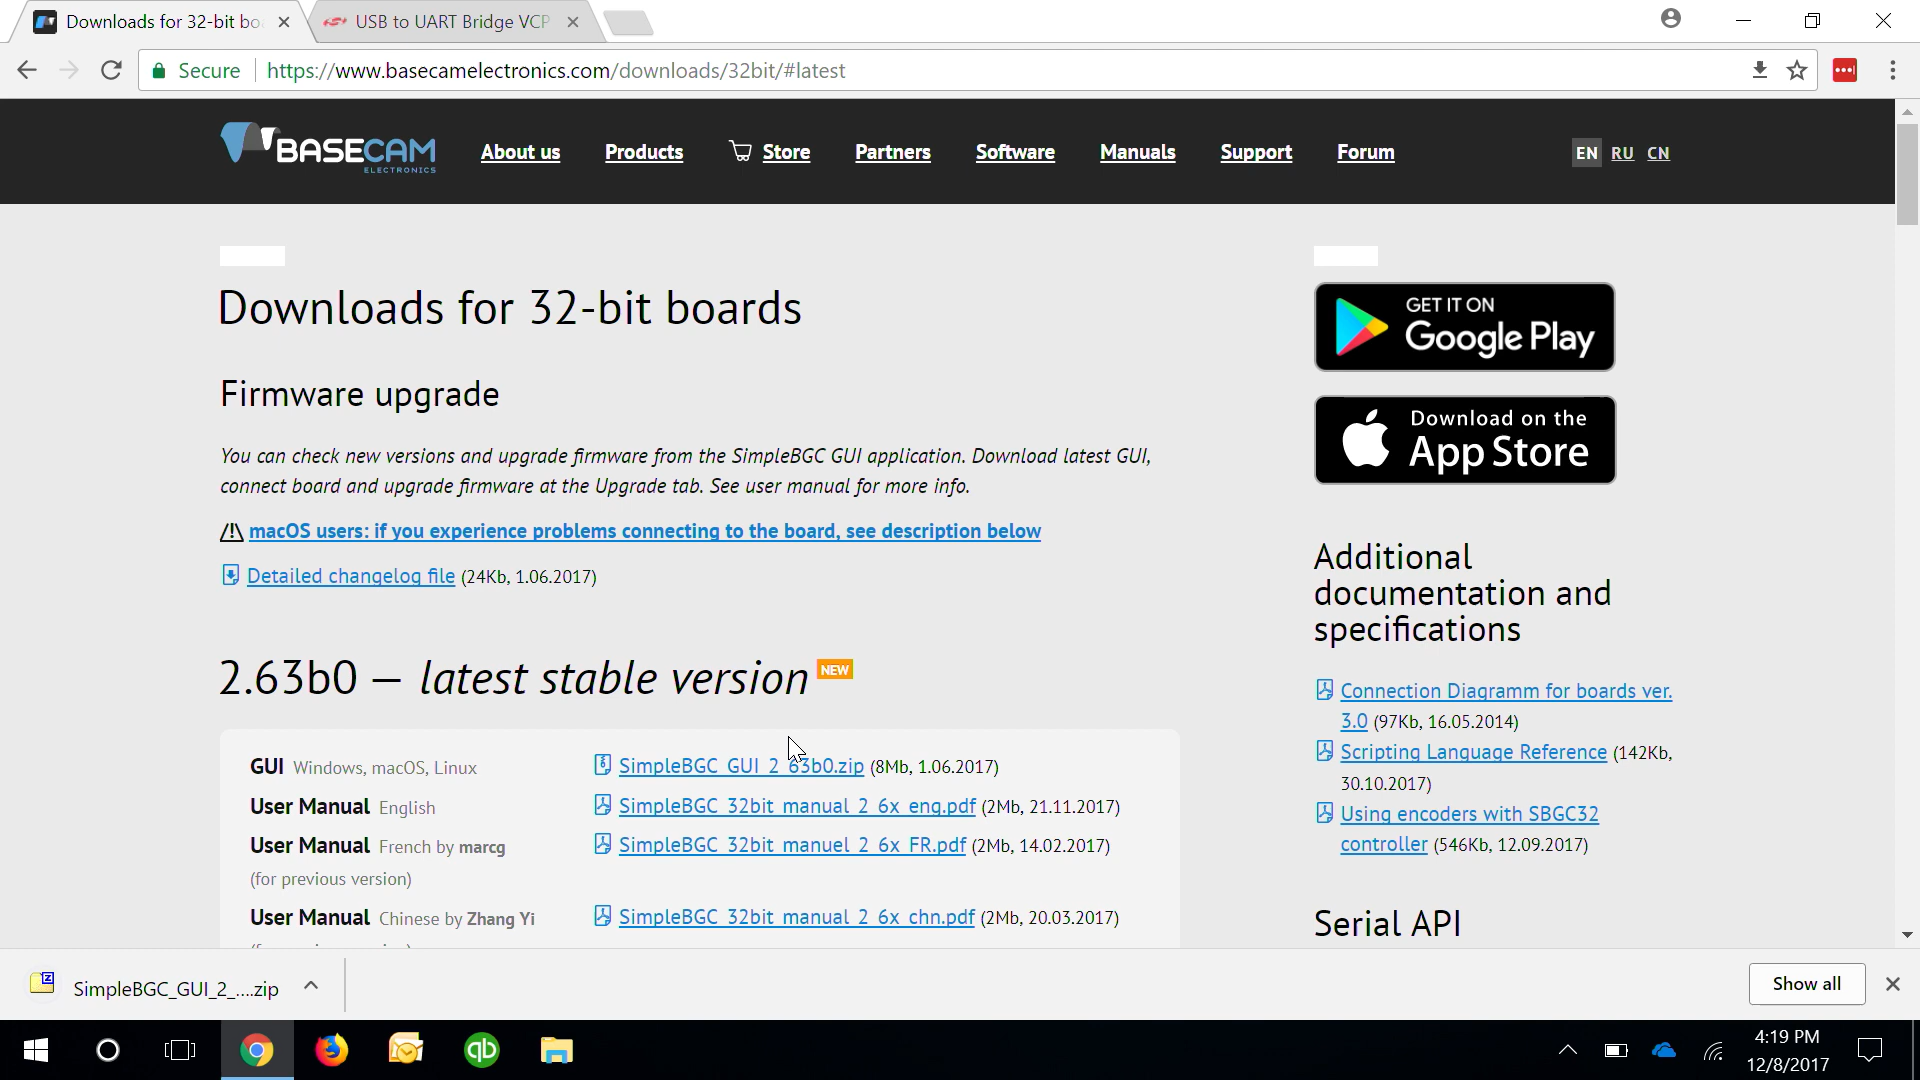 Downloads for 32-bit bo
USB to UART Bridge VCP
Secure
https://www.basecamelectronics.com/downloads/32bit/#latest
BASECAM
ELECTRONICS
About us
Products
Store
Partners
Software
Manuals
Support
Forum
EN RU CN
Downloads for 32-bit boards
Firmware upgrade
You can check new versions and upgrade firmware from the SimpleBGC GUI application. Download latest GUI,
connect board and upgrade firmware at the Upgrade tab. See user manual for more info.
/!\ macOS users: if you experience problems connecting to the board, see description below
Detailed changelog file (24Kb, 1.06.2017)
2.63b0 — latest stable version NEW
GUI Windows, macOS, Linux SimpleBGC_GUI_2_63b0.zip (8Mb, 1.06.2017)
User Manual English SimpleBGC_32bit_manual_2_6x_eng.pdf (2Mb, 21.11.2017)
User Manual French by marcg SimpleBGC_32bit_manuel_2_6x_FR.pdf (2Mb, 14.02.2017)
(for previous version)
User Manual Chinese by Zhang Yi SimpleBGC_32bit_manual_2_6x_chn.pdf (2Mb, 20.03.2017)
GET IT ON
Google Play
Download on the
App Store
Additional
documentation and
specifications
Connection Diagramm for boards ver.
3.0 (97Kb, 16.05.2014)
Scripting Language Reference (142Kb,
30.10.2017)
Using encoders with SBGC32
controller (546Kb, 12.09.2017)
Serial API
SimpleBGC_GUI_2_....zip
Show all
4:19 PM
12/8/2017